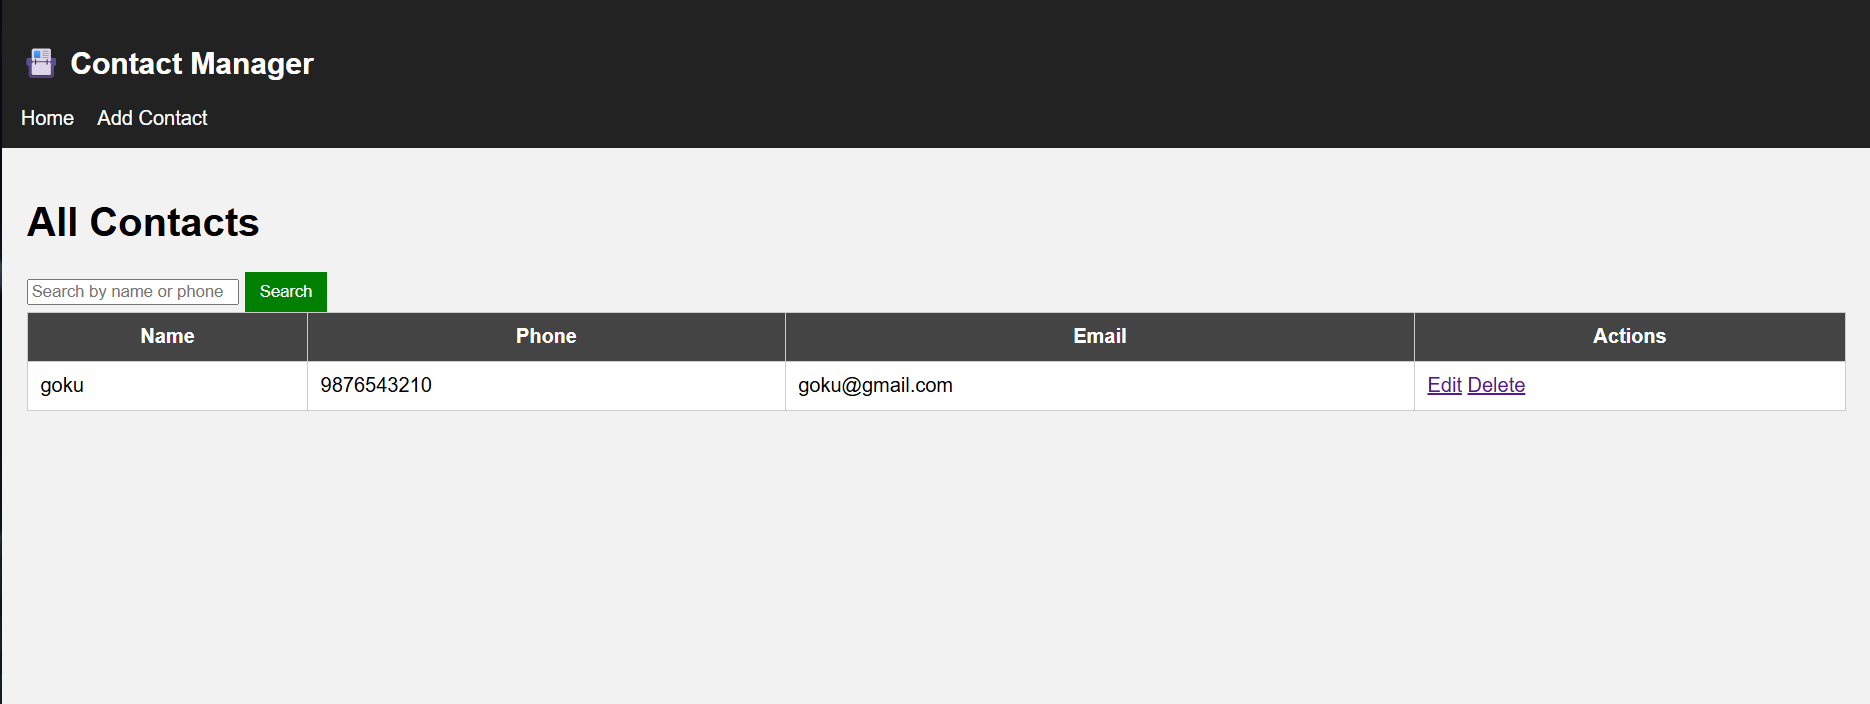 Contact Manager
Home Add Contact
All Contacts
Search by name or phone Search
Name Phone Email Actions
goku 9876543210 goku@gmail.com Edit Delete